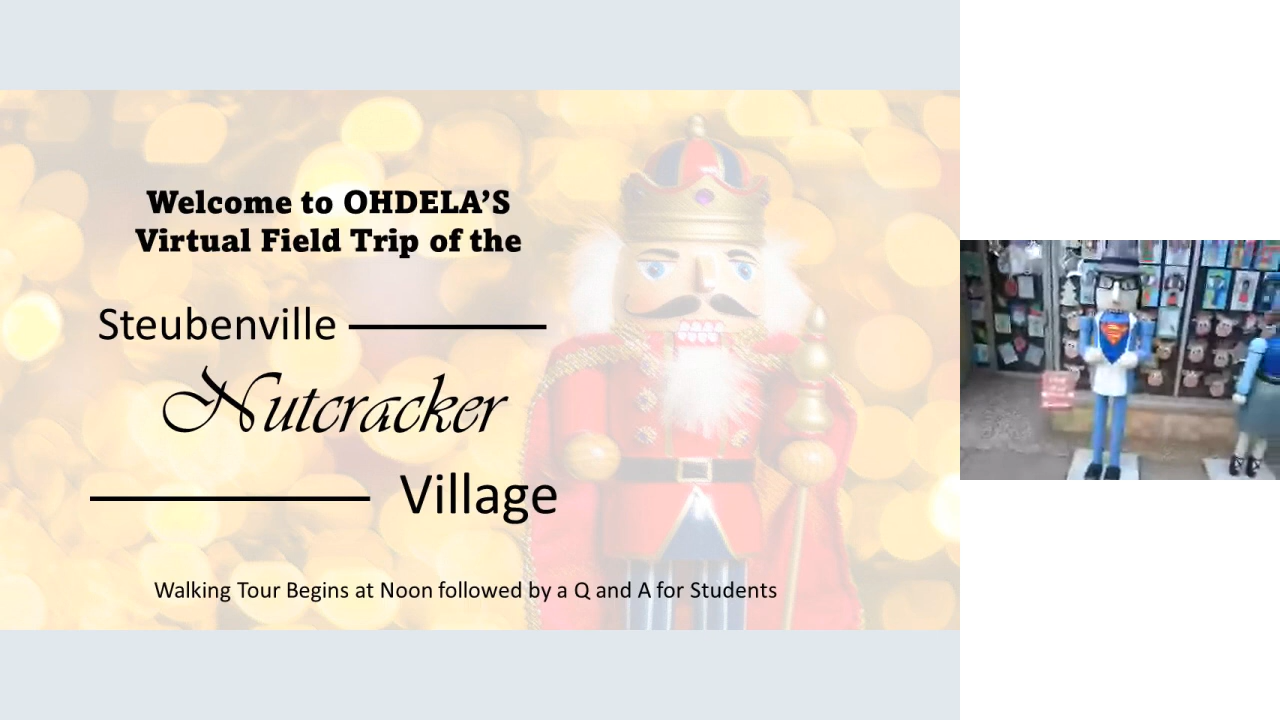 Welcome to OHDELA’S
Virtual Field Trip of the
Steubenville
Nutcracker
Village
Walking Tour Begins at Noon followed by a Q and A for Students